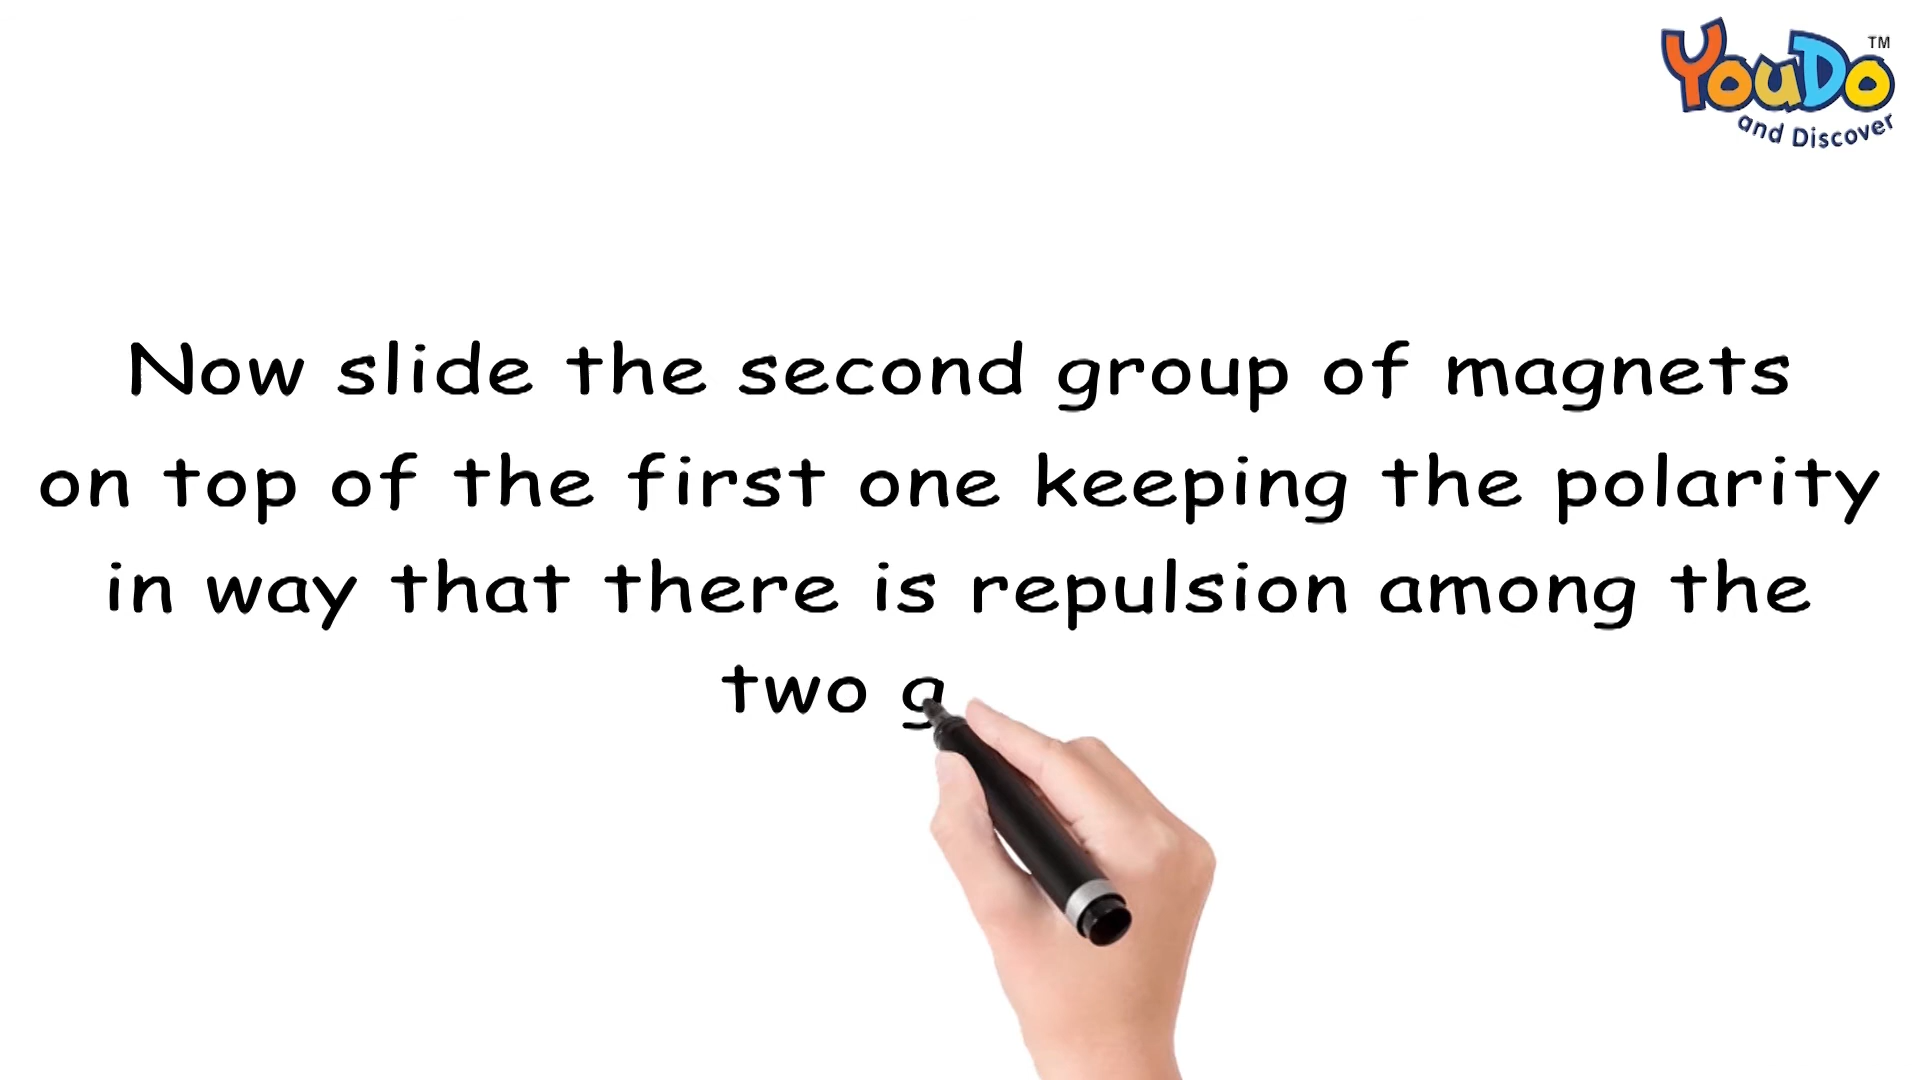 YouDo TM
and Discover
Now slide the second group of magnets
on top of the first one keeping the polarity
in way that there is repulsion among the
two g